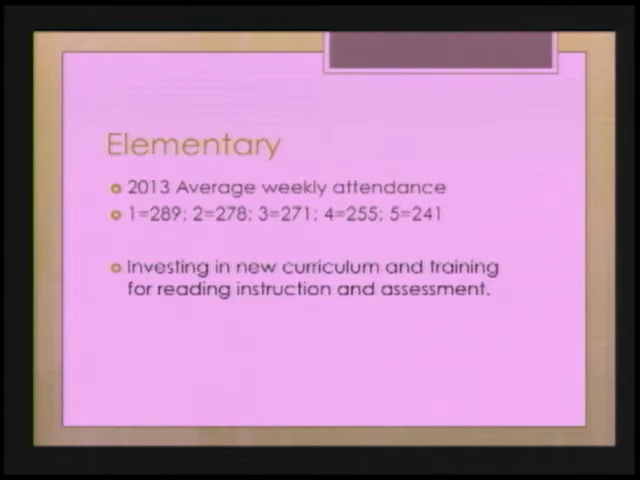 Elementary
2013 Average weekly attendance
1=289; 2=278; 3=271; 4=255; 5=241
Investing in new curriculum and training
for reading instruction and assessment.